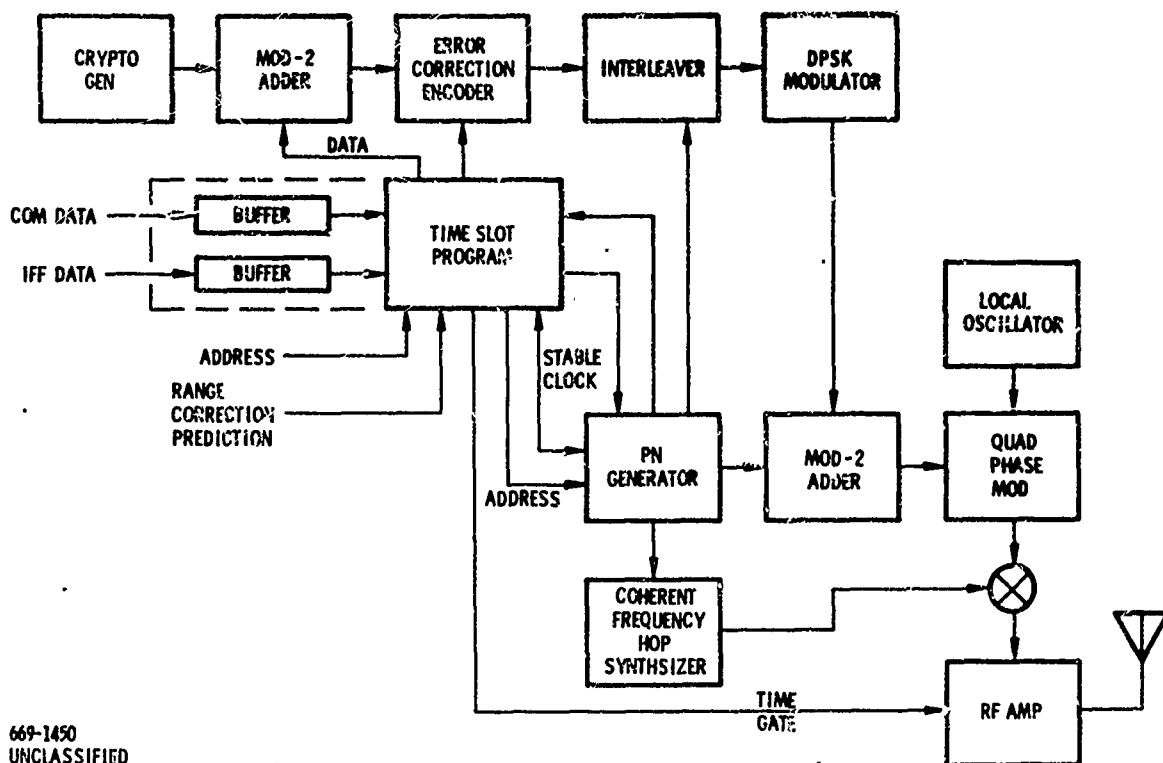 CRYPTO
GEN
MOD-2
ADDER
ERROR
CORRECTION
ENCODER
INTERLEAVER
DPSK
MODULATOR
DATA
COM DATA
BUFFER
IFF DATA
BUFFER
TIME SLOT
PROGRAM
LOCAL
OSCILLATOR
ADDRESS
RANGE
CORRECTION
PREDICTION
STABLE
CLOCK
ADDRESS
PN
GENERATOR
MOD-2
ADDER
QUAD
PHASE
MOD
COHERENT
FREQUENCY
HOP
SYNTHSIZER
TIME
GATE
RF AMP
669-1450
UNCLASSIFIED